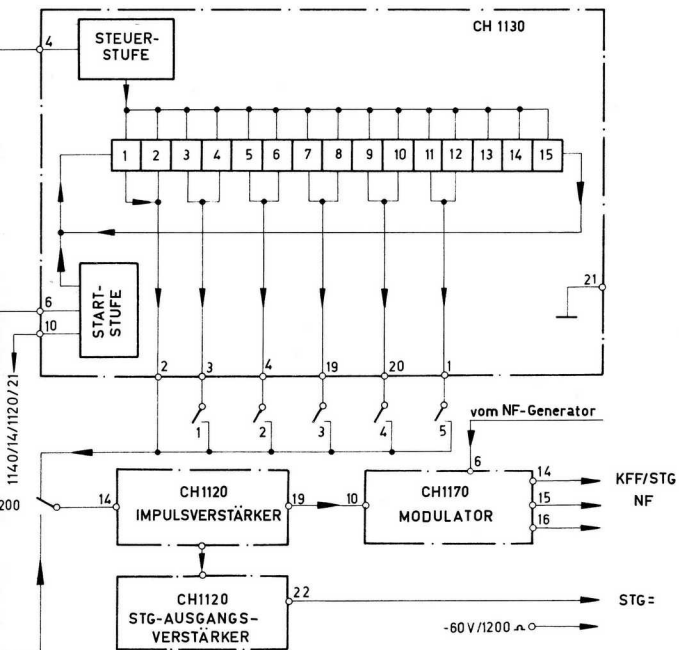 CH 1130
4
STEUER-
STUFE
1 2 3 4 5 6 7 8 9 10 11 12 13 14 15
START-
STUFE
6
10
21
1140/14/1120/21
2 3 4 19 20 1
1 2 3 4 5
vom NF-Generator
6
200
14
CH1120
IMPULSVERSTÄRKER
19
10
CH1170
MODULATOR
14
15
16
KFF/STG
NF
CH1120
STG-AUSGANGS-
VERSTÄRKER
22
STG=
-60V/1200 Ω